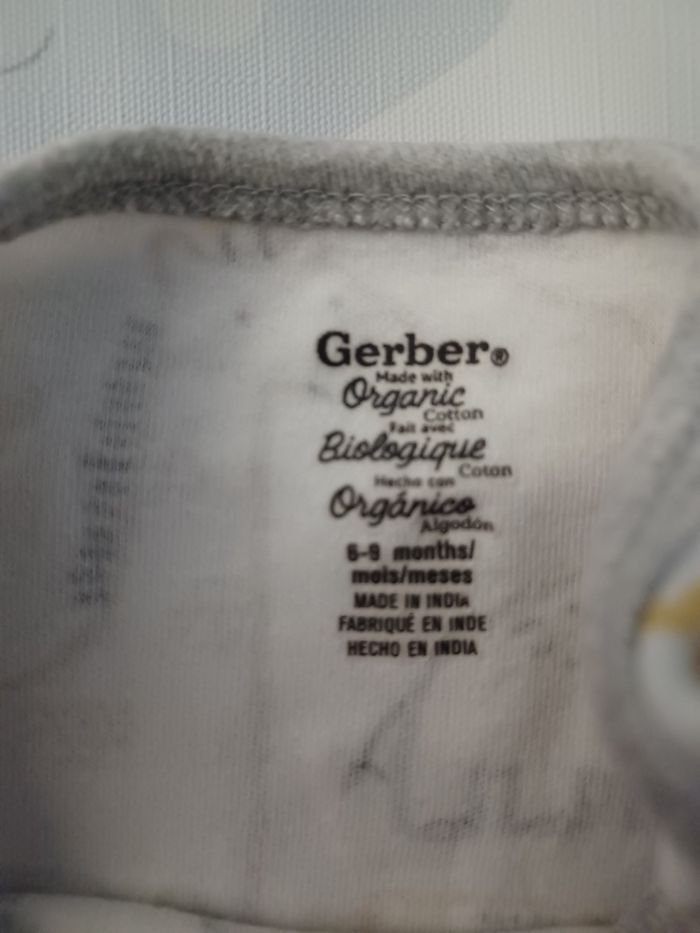 Gerber®
Made with
Organic
Cotton
Fait avec
Biologique
Coton
Hecho con
Orgánico
Algodón
6-9 months/
mois/meses
MADE IN INDIA
FABRIQUÉ EN INDE
HECHO EN INDIA